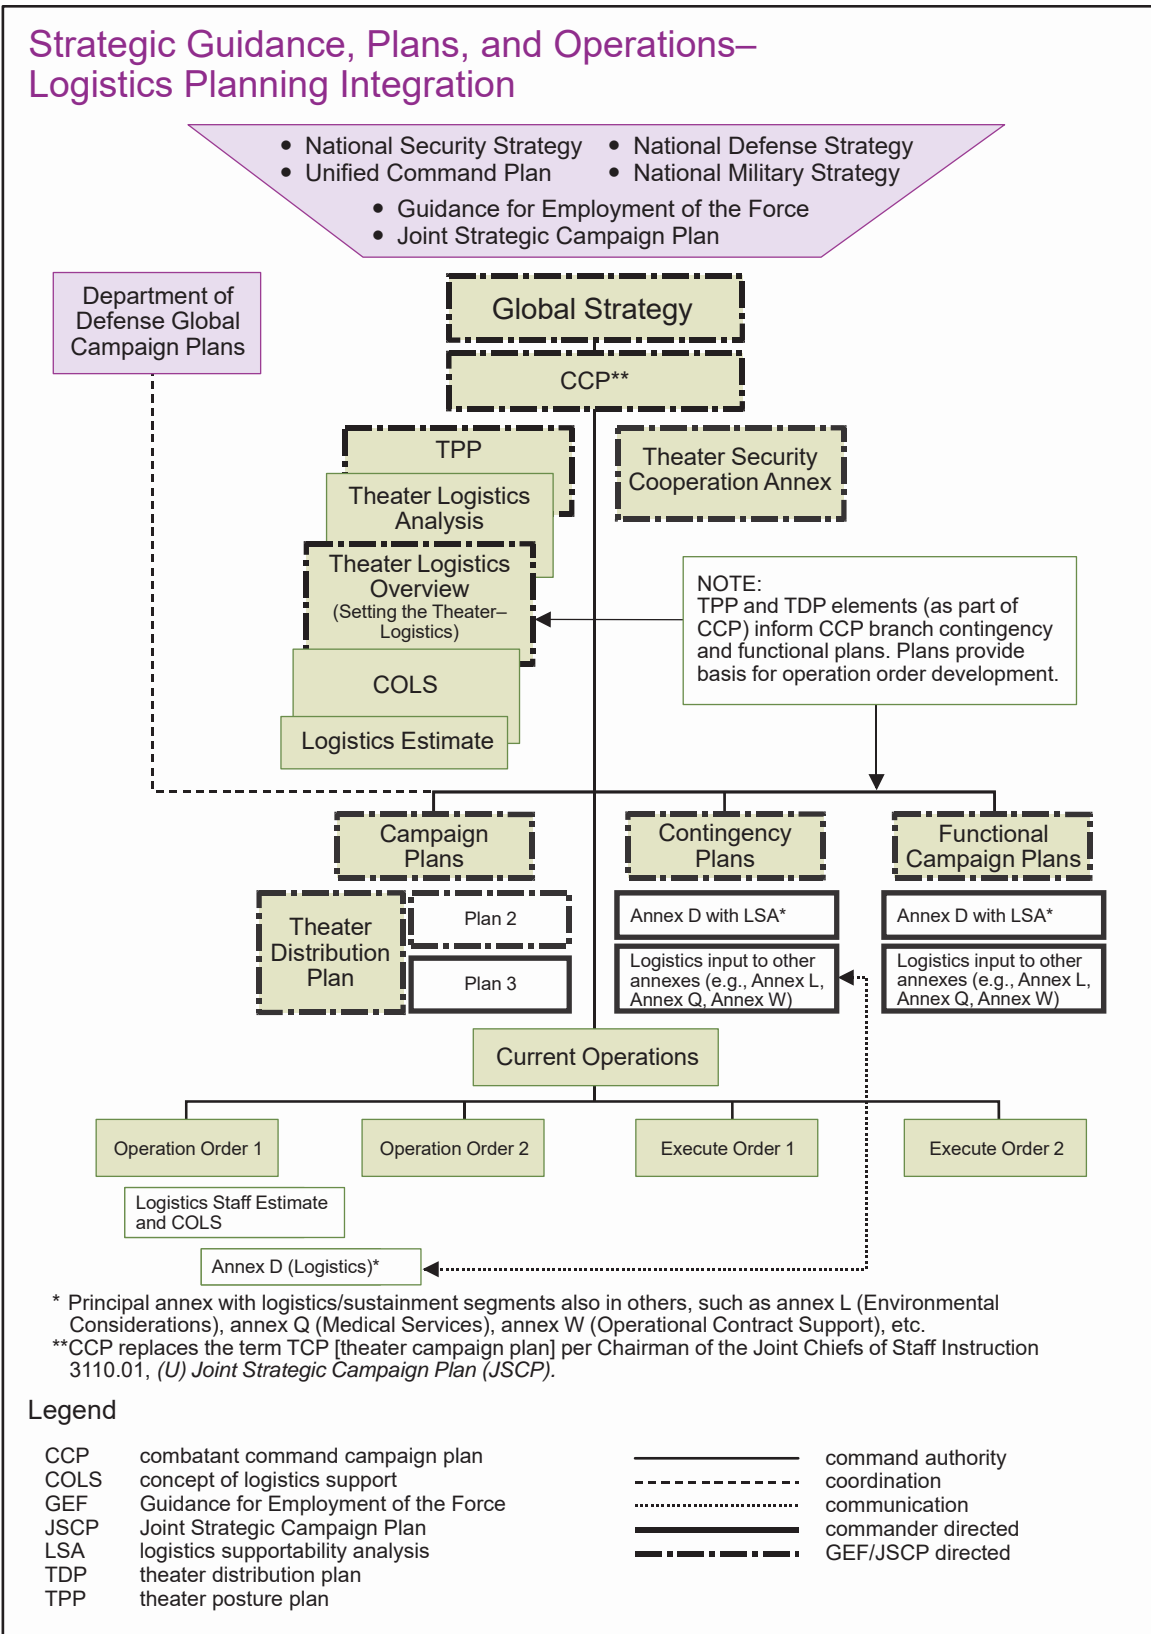 Strategic Guidance, Plans, and Operations–
Logistics Planning Integration
• National Security Strategy • National Defense Strategy
• Unified Command Plan • National Military Strategy
• Guidance for Employment of the Force
• Joint Strategic Campaign Plan
Department of
Defense Global
Campaign Plans
Global Strategy
CCP**
TPP
Theater Security
Cooperation Annex
Theater Logistics
Analysis
Theater Logistics
Overview
(Setting the Theater–
Logistics)
NOTE:
TPP and TDP elements (as part of
CCP) inform CCP branch contingency
and functional plans. Plans provide
basis for operation order development.
COLS
Logistics Estimate
Campaign
Plans
Contingency
Plans
Functional
Campaign Plans
Theater
Distribution
Plan
Plan 2
Plan 3
Annex D with LSA*
Logistics input to other
annexes (e.g., Annex L,
Annex Q, Annex W)
Annex D with LSA*
Logistics input to other
annexes (e.g., Annex L,
Annex Q, Annex W)
Current Operations
Operation Order 1
Operation Order 2
Execute Order 1
Execute Order 2
Logistics Staff Estimate
and COLS
Annex D (Logistics)*
* Principal annex with logistics/sustainment segments also in others, such as annex L (Environmental
Considerations), annex Q (Medical Services), annex W (Operational Contract Support), etc.
**CCP replaces the term TCP [theater campaign plan] per Chairman of the Joint Chiefs of Staff Instruction
3110.01, (U) Joint Strategic Campaign Plan (JSCP).
Legend
CCP combatant command campaign plan
COLS concept of logistics support
GEF Guidance for Employment of the Force
JSCP Joint Strategic Campaign Plan
LSA logistics supportability analysis
TDP theater distribution plan
TPP theater posture plan
command authority
coordination
communication
commander directed
GEF/JSCP directed